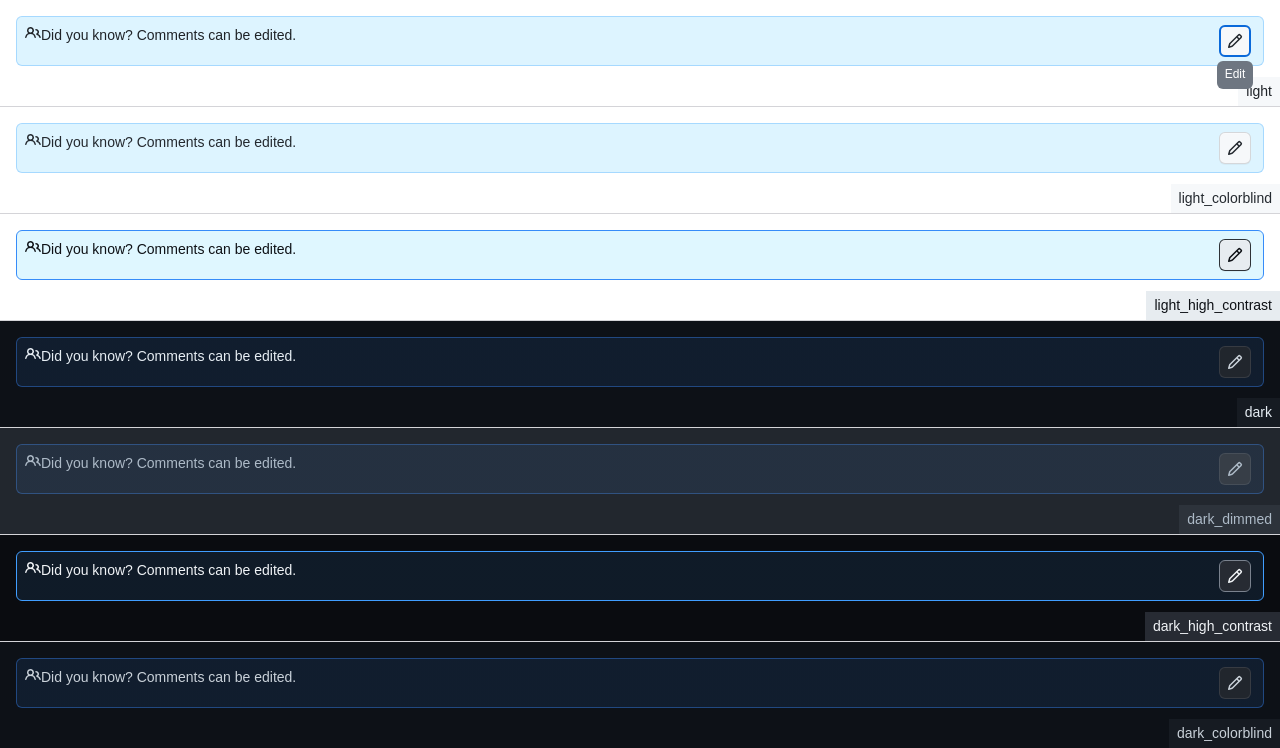 Did you know? Comments can be edited.
Edit
light
Did you know? Comments can be edited.
light_colorblind
Did you know? Comments can be edited.
light_high_contrast
Did you know? Comments can be edited.
dark
Did you know? Comments can be edited.
dark_dimmed
Did you know? Comments can be edited.
dark_high_contrast
Did you know? Comments can be edited.
dark_colorblind